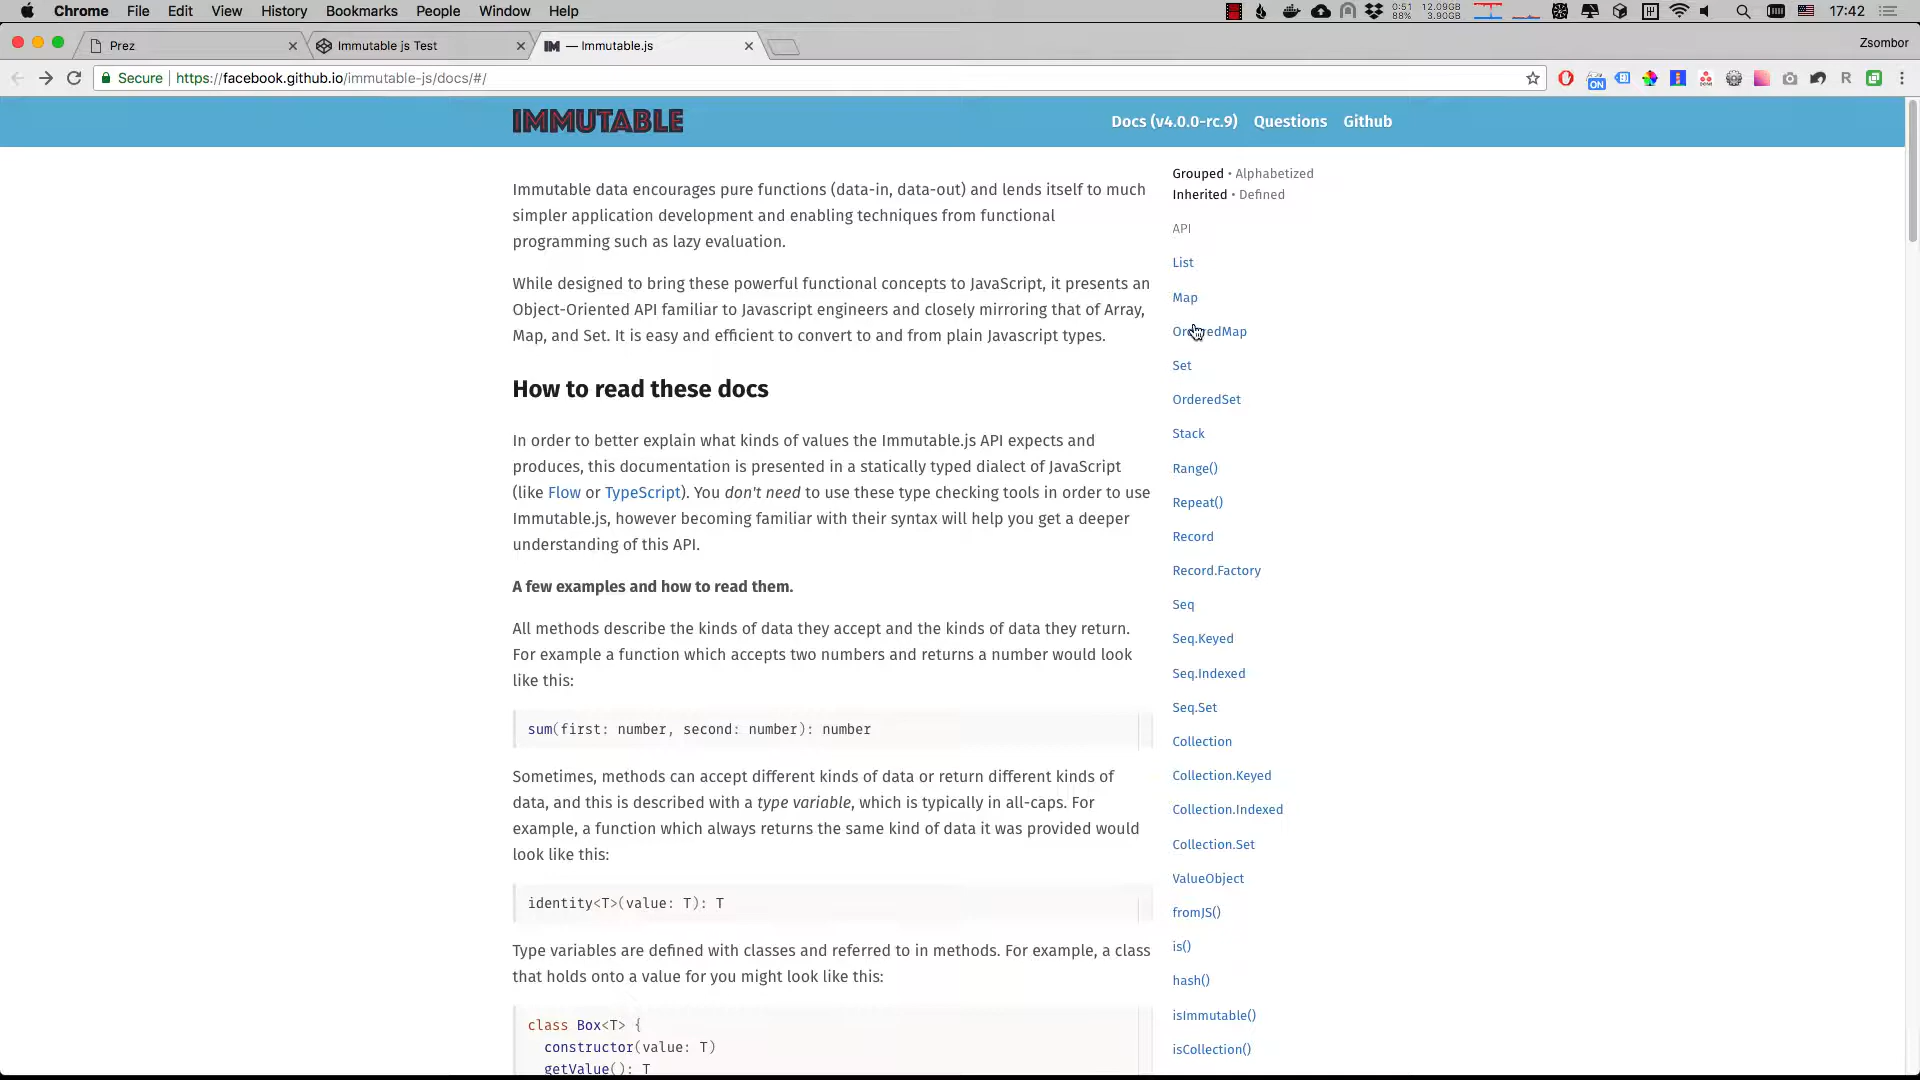 Chrome File Edit View History Bookmarks People Window Help 0:51 88% 12.09GB 3.90GB 17:42
Prez Immutable js Test IM — Immutable.js Zsombor
Secure https://facebook.github.io/immutable-js/docs/#/ ON R
IMMUTABLE Docs (v4.0.0-rc.9) Questions Github
Immutable data encourages pure functions (data-in, data-out) and lends itself to much
simpler application development and enabling techniques from functional
programming such as lazy evaluation.
While designed to bring these powerful functional concepts to JavaScript, it presents an
Object-Oriented API familiar to Javascript engineers and closely mirroring that of Array,
Map, and Set. It is easy and efficient to convert to and from plain Javascript types.
How to read these docs
In order to better explain what kinds of values the Immutable.js API expects and
produces, this documentation is presented in a statically typed dialect of JavaScript
(like Flow or TypeScript). You don't need to use these type checking tools in order to use
Immutable.js, however becoming familiar with their syntax will help you get a deeper
understanding of this API.
A few examples and how to read them.
All methods describe the kinds of data they accept and the kinds of data they return.
For example a function which accepts two numbers and returns a number would look
like this:
sum(first: number, second: number): number
Sometimes, methods can accept different kinds of data or return different kinds of
data, and this is described with a type variable, which is typically in all-caps. For
example, a function which always returns the same kind of data it was provided would
look like this:
identity<T>(value: T): T
Type variables are defined with classes and referred to in methods. For example, a class
that holds onto a value for you might look like this:
class Box<T> {
constructor(value: T)
getValue(): T
Grouped • Alphabetized
Inherited • Defined
API
List
Map
OrderedMap
Set
OrderedSet
Stack
Range()
Repeat()
Record
Record.Factory
Seq
Seq.Keyed
Seq.Indexed
Seq.Set
Collection
Collection.Keyed
Collection.Indexed
Collection.Set
ValueObject
fromJS()
is()
hash()
isImmutable()
isCollection()